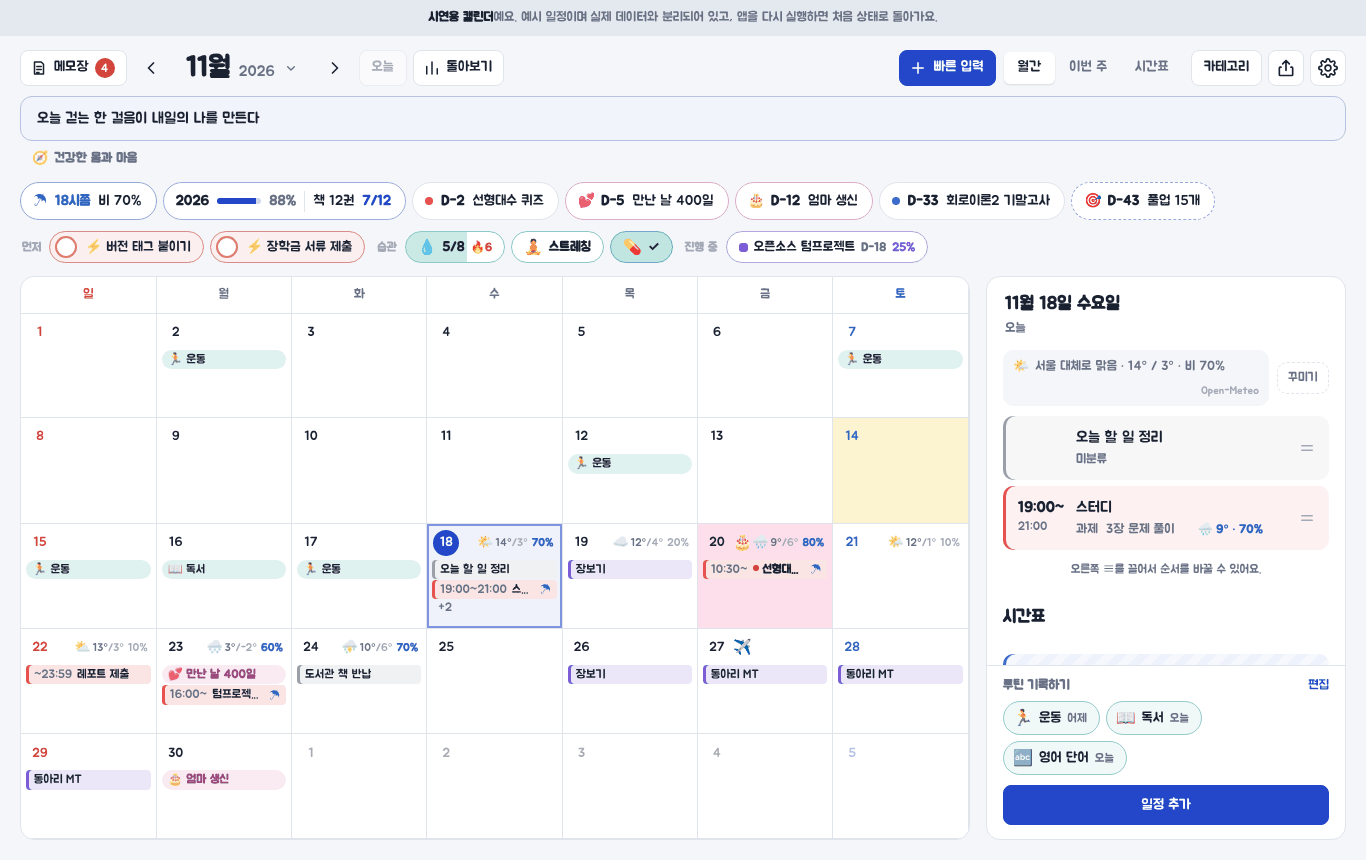 시연용 캘린더예요. 예시 일정이며 실제 데이터와 분리되어 있고, 앱을 다시 실행하면 처음 상태로 돌아가요.
메모장 4 11월 2026 오늘 돌아보기 빠른 입력 월간 이번 주 시간표 카테고리
오늘 걷는 한 걸음이 내일의 나를 만든다
🧭 건강한 몸과 마음
☂ 18시쯤 비 70% 2026 88% 책 12권 7/12 D-2 선형대수 퀴즈 💕 D-5 만난 날 400일 🎂 D-12 엄마 생신 D-33 회로이론2 기말고사 🎯 D-43 풀업 15개
먼저 ⚡ 버전 태그 붙이기 ⚡ 장학금 서류 제출 습관 💧 5/8 🔥6 🧘 스트레칭 💊 ✓ 진행 중 오픈소스 텀프로젝트 D-18 25%
일 월 화 수 목 금 토
1 2 3 4 5 6 7
🏃 운동 🏃 운동
8 9 10 11 12 13 14
🏃 운동
15 16 17 18 🌤️ 14°/3° 70% 19 ☁️ 12°/4° 20% 20 🎂 🌧️ 9°/6° 80% 21 🌤️ 12°/1° 10%
🏃 운동 📖 독서 🏃 운동 오늘 할 일 정리 장보기 10:30~ 선형대... ☂
19:00~21:00 스... ☂
+2
22 ⛅ 13°/3° 10% 23 🌧️ 3°/-2° 60% 24 ⛈️ 10°/6° 70% 25 26 27 ✈️ 28
~23:59 레포트 제출 💕 만난 날 400일 도서관 책 반납 장보기 동아리 MT 동아리 MT
16:00~ 텀프로젝... ☂
29 30 1 2 3 4 5
동아리 MT 🎂 엄마 생신
11월 18일 수요일
오늘
🌤️ 서울 대체로 맑음 · 14° / 3° · 비 70%
Open-Meteo
꾸미기
오늘 할 일 정리
미분류
19:00~ 스터디
21:00 과제 3장 문제 풀이 🌧️ 9° · 70%
오른쪽 ≡를 끌어서 순서를 바꿀 수 있어요.
시간표
루틴 기록하기 편집
🏃 운동 어제 📖 독서 오늘
🔤 영어 단어 오늘
일정 추가